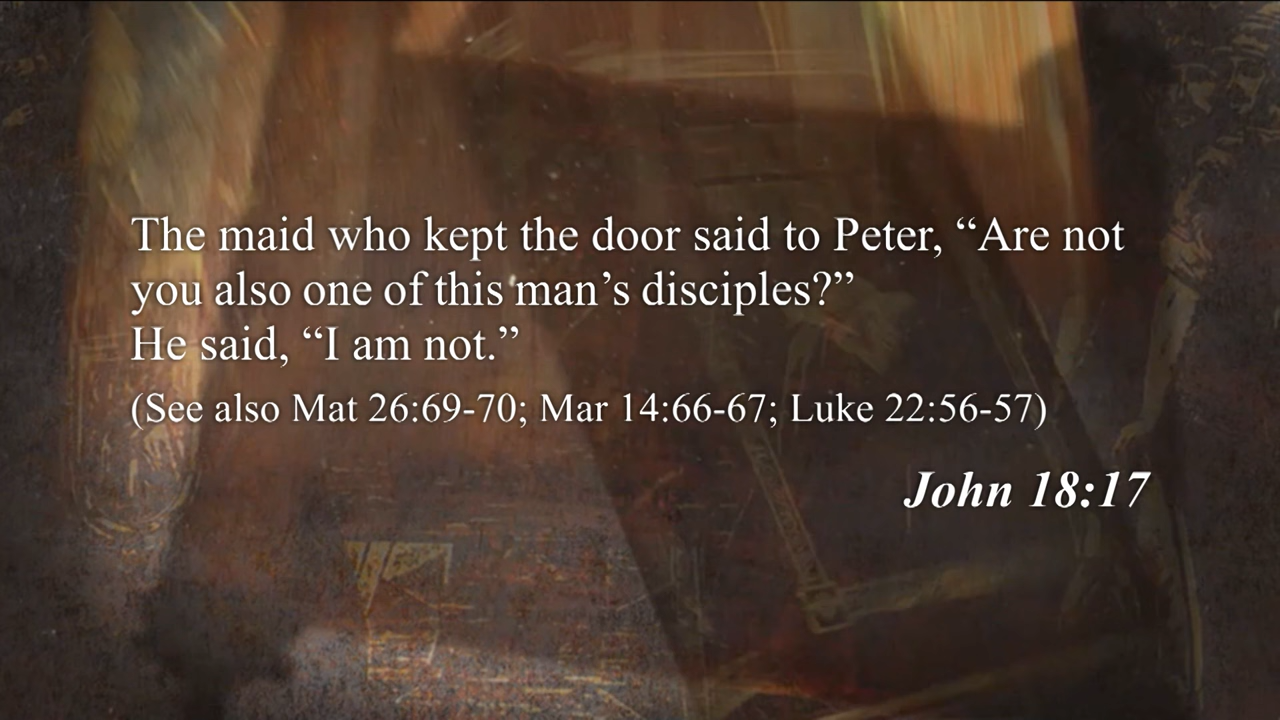 The maid who kept the door said to Peter, “Are not
you also one of this man’s disciples?”
He said, “I am not.”
(See also Mat 26:69-70; Mar 14:66-67; Luke 22:56-57)
John 18:17